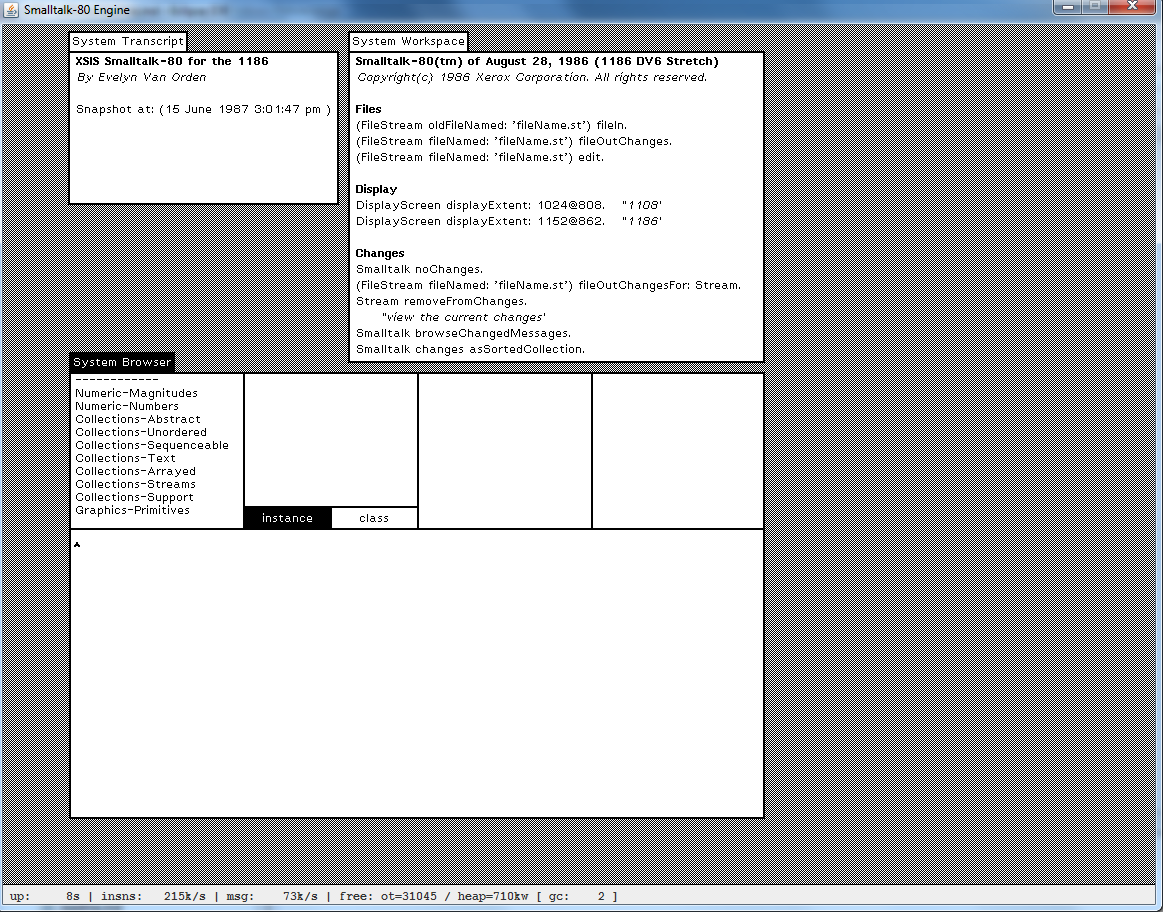 Smalltalk-80 Engine
System Transcript
XSIS Smalltalk-80 for the 1186
By Evelyn Van Orden
Snapshot at: (15 June 1987 3:01:47 pm )
System Workspace
Smalltalk-80(tm) of August 28, 1986 (1186 DV6 Stretch)
Copyright(c) 1986 Xerox Corporation. All rights reserved.
Files
(FileStream oldFileNamed: 'fileName.st') fileIn.
(FileStream fileNamed: 'fileName.st') fileOutChanges.
(FileStream fileNamed: 'fileName.st') edit.
Display
DisplayScreen displayExtent: 1024@808. "1108'
DisplayScreen displayExtent: 1152@862. "1186'
Changes
Smalltalk noChanges.
(FileStream fileNamed: 'fileName.st') fileOutChangesFor: Stream.
Stream removeFromChanges.
"view the current changes'
Smalltalk browseChangedMessages.
Smalltalk changes asSortedCollection.
System Browser
------------
Numeric-Magnitudes
Numeric-Numbers
Collections-Abstract
Collections-Unordered
Collections-Sequenceable
Collections-Text
Collections-Arrayed
Collections-Streams
Collections-Support
Graphics-Primitives
instance
class
up: 8s | insns: 215k/s | msg: 73k/s | free: ot=31045 / heap=710kw [ gc: 2 ]